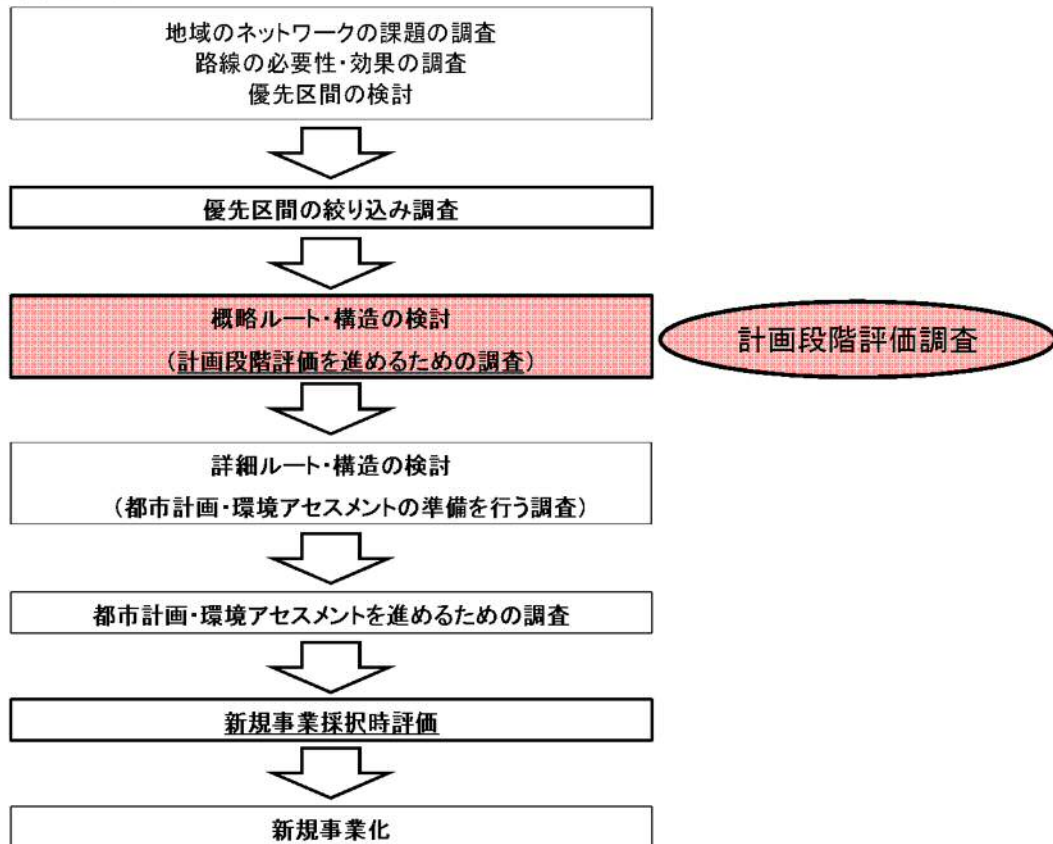 地域のネットワークの課題の調査
路線の必要性・効果の調査
優先区間の検討
優先区間の絞り込み調査
概略ルート・構造の検討
(計画段階評価を進めるための調査)
計画段階評価調査
詳細ルート・構造の検討
(都市計画・環境アセスメントの準備を行う調査)
都市計画・環境アセスメントを進めるための調査
新規事業採択時評価
新規事業化